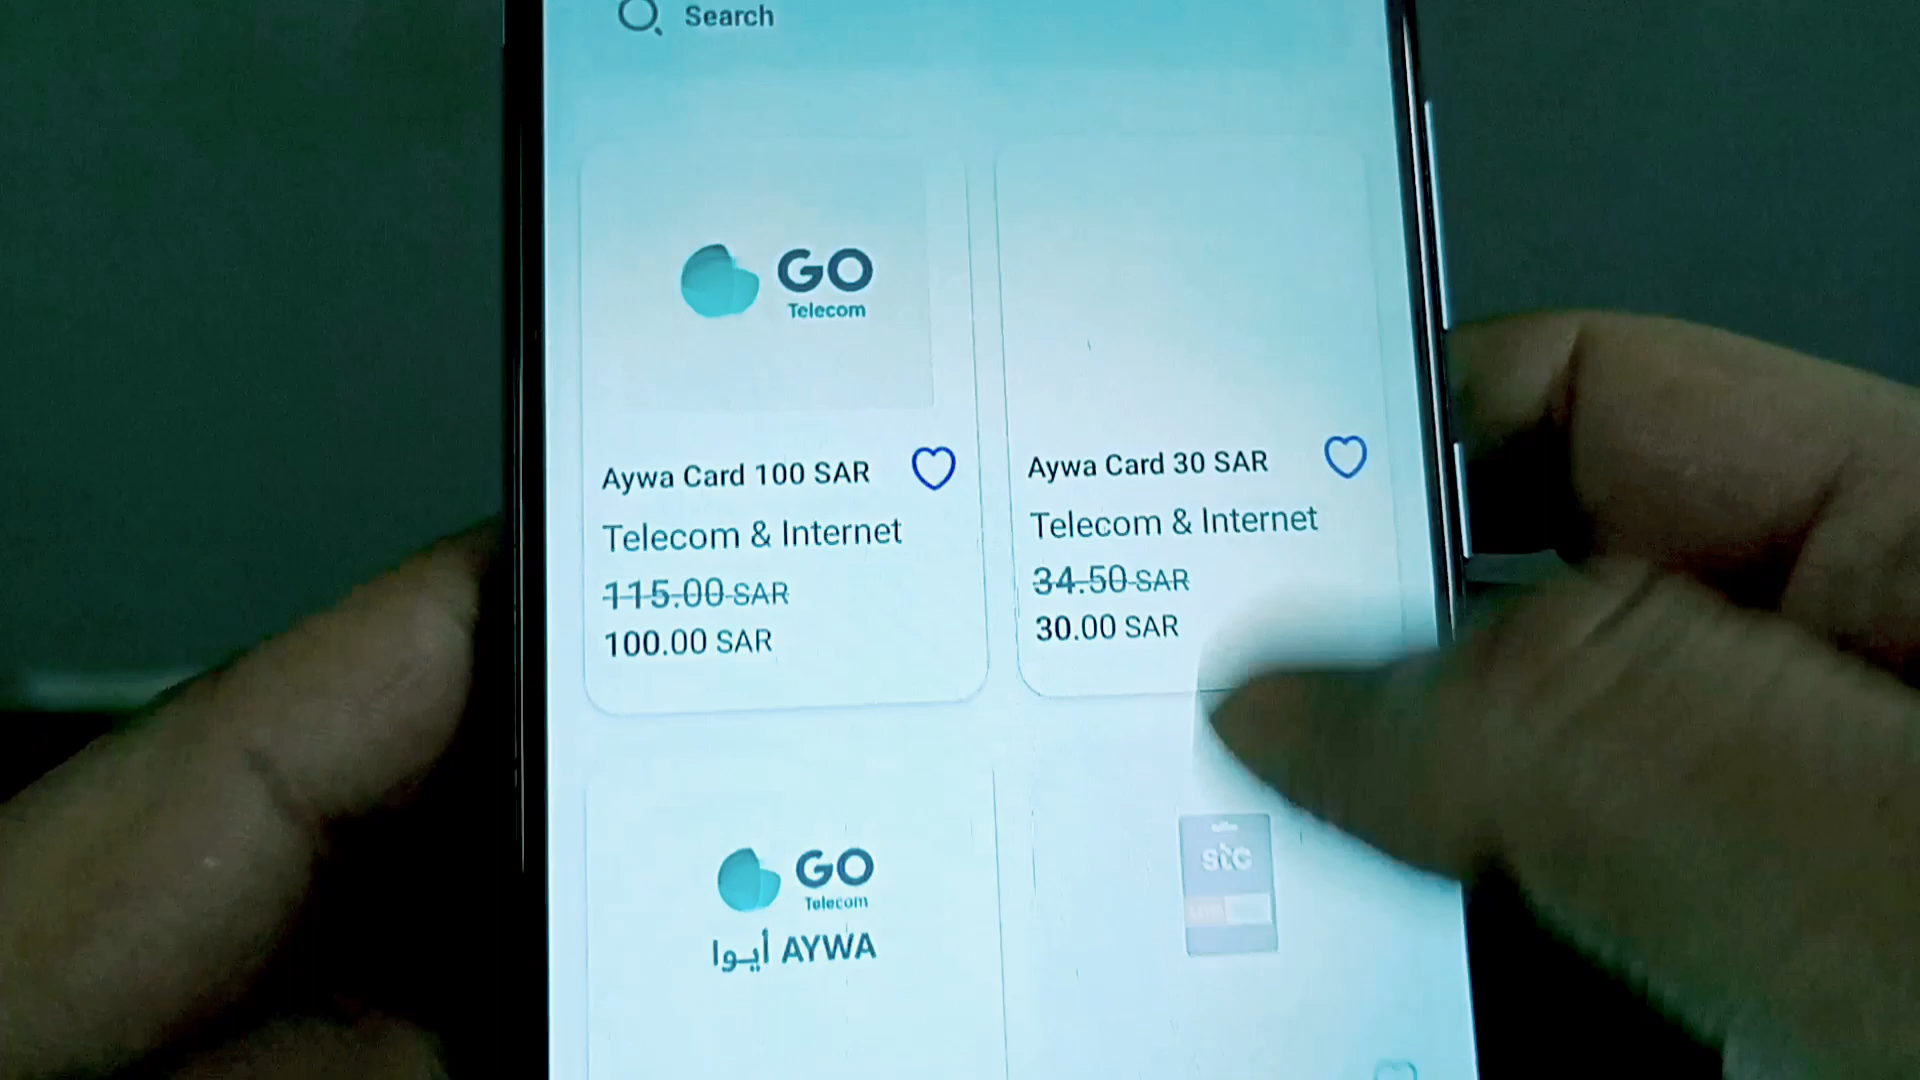 Search
GO
Telecom
Aywa Card 100 SAR
Telecom & Internet
115.00 SAR
100.00 SAR
Aywa Card 30 SAR
Telecom & Internet
34.50 SAR
30.00 SAR
GO
Telecom
أيوا AYWA
stc